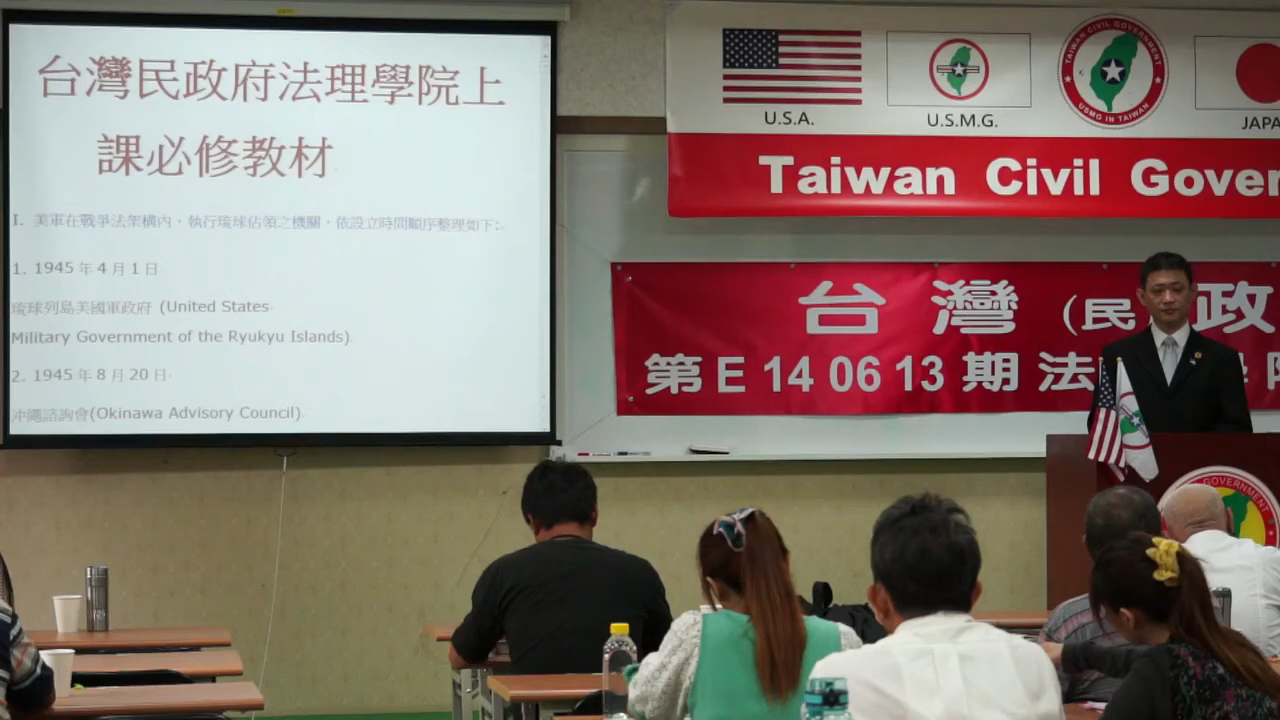 台灣民政府法理學院上
課必修教材
I. 美軍在戰爭法架構內，執行琉球佔領之機關，依設立時間順序整理如下:
1. 1945 年 4 月 1 日
琉球列島美國軍政府 (United States
Military Government of the Ryukyu Islands)
2. 1945 年 8 月 20 日
沖繩諮詢會(Okinawa Advisory Council)
U.S.A.
U.S.M.G.
TAIWAN CIVIL GOVERNMENT
USMG IN TAIWAN
JAPA
Taiwan Civil Gover
台灣(民 政
第E 14 06 13 期法
GOVERNMENT